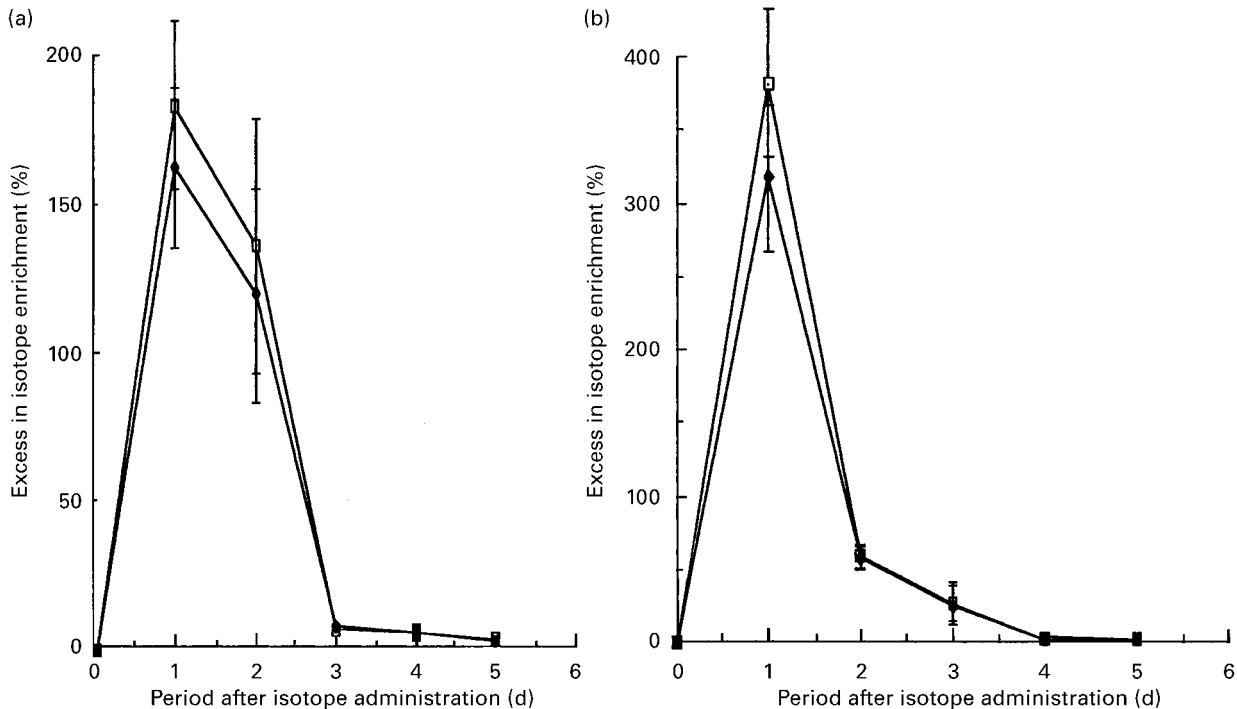 (a)
200
150
100
50
0
Excess in isotope enrichment (%)
0 1 2 3 4 5 6
Period after isotope administration (d)
(b)
400
300
200
100
0
Excess in isotope enrichment (%)
0 1 2 3 4 5 6
Period after isotope administration (d)